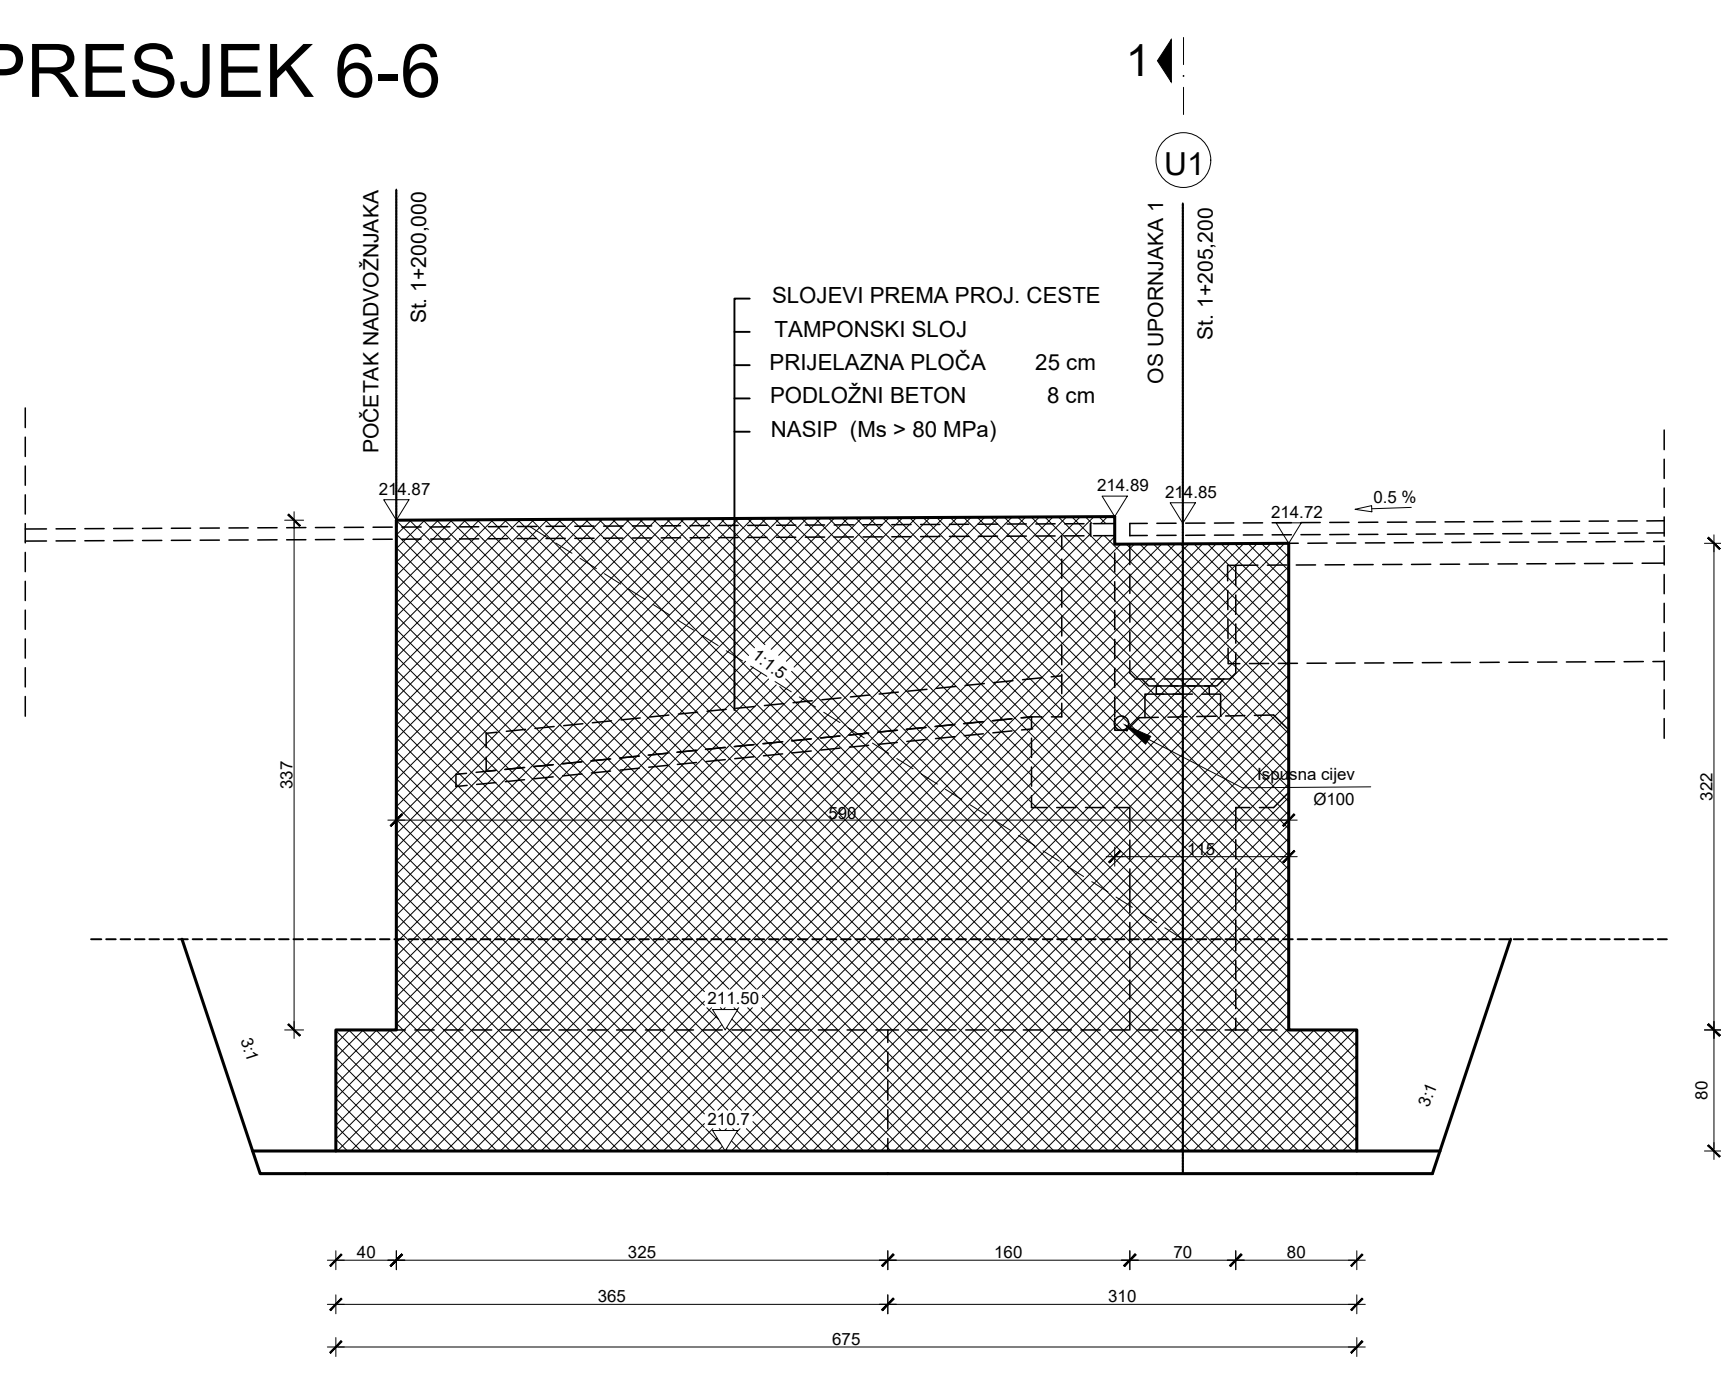 PRESJEK 6-6
1
U1
POČETAK NADVOŽNJAKA
St. 1+200,000
OS UPORNJAKA 1
St. 1+205,200
SLOJEVI PREMA PROJ. CESTE
TAMPONSKI SLOJ
PRIJELAZNA PLOČA 25 cm
PODLOŽNI BETON 8 cm
NASIP (Ms > 80 MPa)
214.87
214.89
214.85
214.72
0.5 %
1:1.5
337
Ispusna cijev
Ø100
590
115
322
211.50
3:1
210.7
3:1
80
40 325 160 70 80
365 310
675